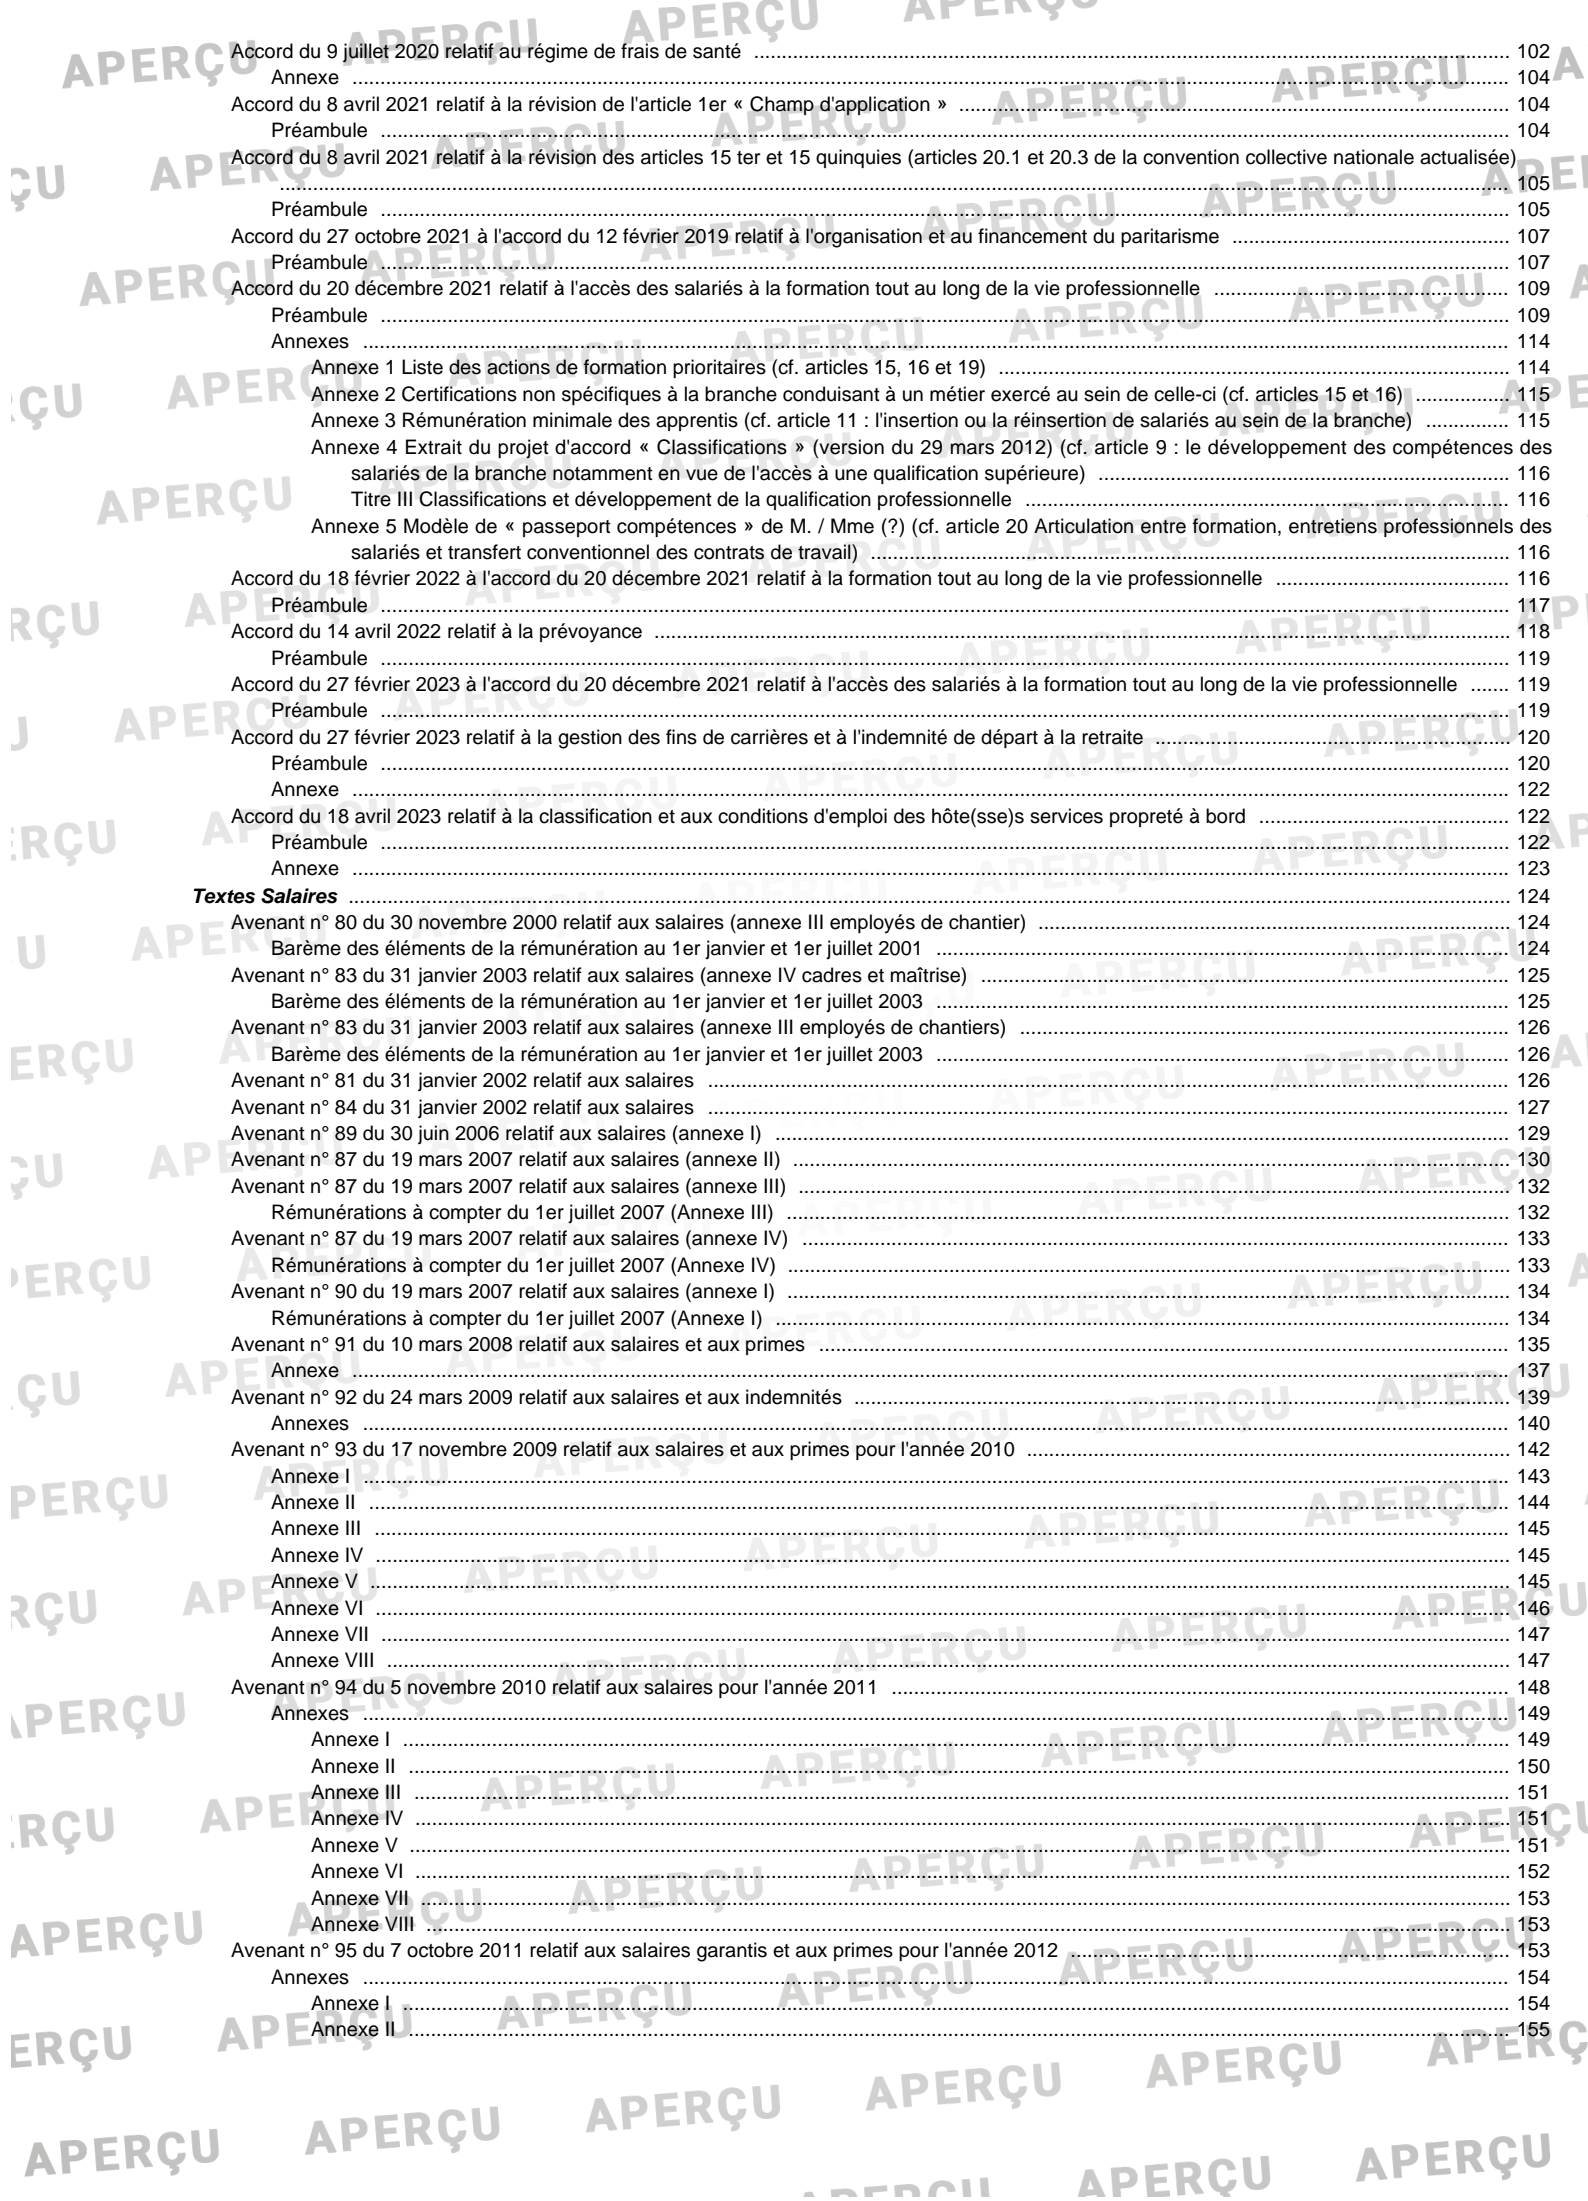 Accord du 9 juillet 2020 relatif au régime de frais de santé ... 102
Annexe ... 104
Accord du 8 avril 2021 relatif à la révision de l'article 1er « Champ d'application » ... 104
Préambule ... 104
Accord du 8 avril 2021 relatif à la révision des articles 15 ter et 15 quinquies (articles 20.1 et 20.3 de la convention collective nationale actualisée)
... 105
Préambule ... 105
Accord du 27 octobre 2021 à l'accord du 12 février 2019 relatif à l'organisation et au financement du paritarisme ... 107
Préambule ... 107
Accord du 20 décembre 2021 relatif à l'accès des salariés à la formation tout au long de la vie professionnelle ... 109
Préambule ... 109
Annexes ... 114
Annexe 1 Liste des actions de formation prioritaires (cf. articles 15, 16 et 19) ... 114
Annexe 2 Certifications non spécifiques à la branche conduisant à un métier exercé au sein de celle-ci (cf. articles 15 et 16) ... 115
Annexe 3 Rémunération minimale des apprentis (cf. article 11 : l'insertion ou la réinsertion de salariés au sein de la branche) ... 115
Annexe 4 Extrait du projet d'accord « Classifications » (version du 29 mars 2012) (cf. article 9 : le développement des compétences des
salariés de la branche notamment en vue de l'accès à une qualification supérieure) ... 116
Titre III Classifications et développement de la qualification professionnelle ... 116
Annexe 5 Modèle de « passeport compétences » de M. / Mme (?) (cf. article 20 Articulation entre formation, entretiens professionnels des
salariés et transfert conventionnel des contrats de travail) ... 116
Accord du 18 février 2022 à l'accord du 20 décembre 2021 relatif à la formation tout au long de la vie professionnelle ... 116
Préambule ... 117
Accord du 14 avril 2022 relatif à la prévoyance ... 118
Préambule ... 119
Accord du 27 février 2023 à l'accord du 20 décembre 2021 relatif à l'accès des salariés à la formation tout au long de la vie professionnelle ... 119
Préambule ... 119
Accord du 27 février 2023 relatif à la gestion des fins de carrières et à l'indemnité de départ à la retraite ... 120
Préambule ... 120
Annexe ... 122
Accord du 18 avril 2023 relatif à la classification et aux conditions d'emploi des hôte(sse)s services propreté à bord ... 122
Préambule ... 122
Annexe ... 123
Textes Salaires ... 124
Avenant n° 80 du 30 novembre 2000 relatif aux salaires (annexe III employés de chantier) ... 124
Barème des éléments de la rémunération au 1er janvier et 1er juillet 2001 ... 124
Avenant n° 83 du 31 janvier 2003 relatif aux salaires (annexe IV cadres et maîtrise) ... 125
Barème des éléments de la rémunération au 1er janvier et 1er juillet 2003 ... 125
Avenant n° 83 du 31 janvier 2003 relatif aux salaires (annexe III employés de chantiers) ... 126
Barème des éléments de la rémunération au 1er janvier et 1er juillet 2003 ... 126
Avenant n° 81 du 31 janvier 2002 relatif aux salaires ... 126
Avenant n° 84 du 31 janvier 2002 relatif aux salaires ... 127
Avenant n° 89 du 30 juin 2006 relatif aux salaires (annexe I) ... 129
Avenant n° 87 du 19 mars 2007 relatif aux salaires (annexe II) ... 130
Avenant n° 87 du 19 mars 2007 relatif aux salaires (annexe III) ... 132
Rémunérations à compter du 1er juillet 2007 (Annexe III) ... 132
Avenant n° 87 du 19 mars 2007 relatif aux salaires (annexe IV) ... 133
Rémunérations à compter du 1er juillet 2007 (Annexe IV) ... 133
Avenant n° 90 du 19 mars 2007 relatif aux salaires (annexe I) ... 134
Rémunérations à compter du 1er juillet 2007 (Annexe I) ... 134
Avenant n° 91 du 10 mars 2008 relatif aux salaires et aux primes ... 135
Annexe ... 137
Avenant n° 92 du 24 mars 2009 relatif aux salaires et aux indemnités ... 139
Annexes ... 140
Avenant n° 93 du 17 novembre 2009 relatif aux salaires et aux primes pour l'année 2010 ... 142
Annexe I ... 143
Annexe II ... 144
Annexe III ... 145
Annexe IV ... 145
Annexe V ... 145
Annexe VI ... 146
Annexe VII ... 147
Annexe VIII ... 147
Avenant n° 94 du 5 novembre 2010 relatif aux salaires pour l'année 2011 ... 148
Annexes ... 149
Annexe I ... 149
Annexe II ... 150
Annexe III ... 151
Annexe IV ... 151
Annexe V ... 151
Annexe VI ... 152
Annexe VII ... 153
Annexe VIII ... 153
Avenant n° 95 du 7 octobre 2011 relatif aux salaires garantis et aux primes pour l'année 2012 ... 153
Annexes ... 154
Annexe I ... 154
Annexe II ... 155
APERÇU